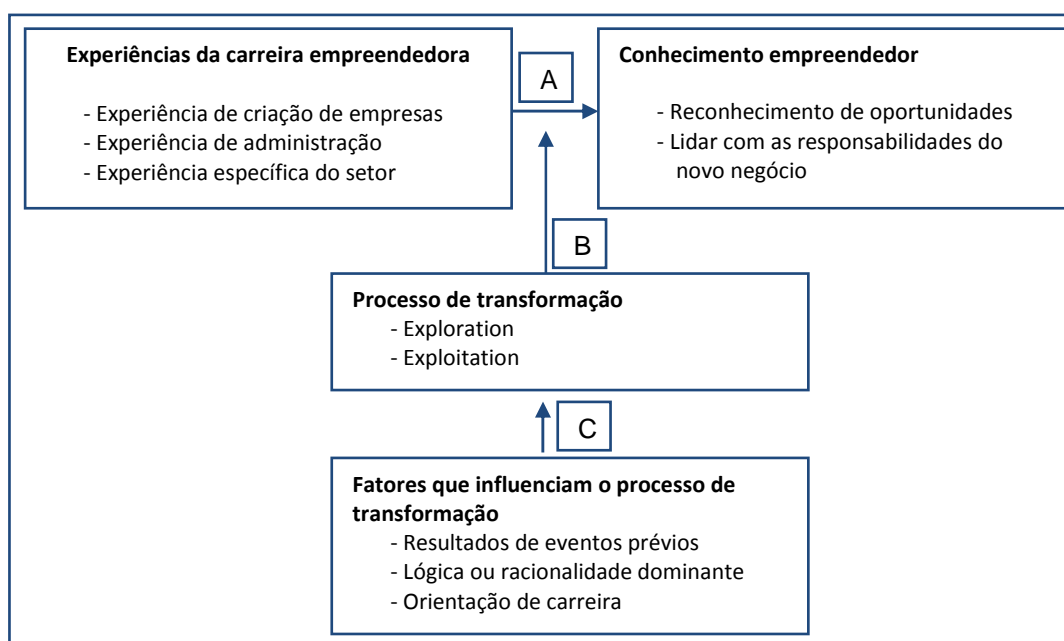 Experiências da carreira empreendedora
- Experiência de criação de empresas
- Experiência de administração
- Experiência específica do setor
A
Conhecimento empreendedor
- Reconhecimento de oportunidades
- Lidar com as responsabilidades do
novo negócio
B
Processo de transformação
- Exploration
- Exploitation
C
Fatores que influenciam o processo de
transformação
- Resultados de eventos prévios
- Lógica ou racionalidade dominante
- Orientação de carreira